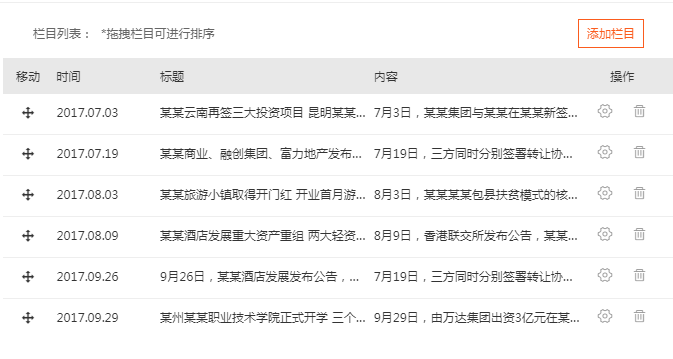 栏目列表： *拖拽栏目可进行排序 添加栏目
移动 时间 标题 内容 操作
2017.07.03 某某云南再签三大投资项目 昆明某某... 7月3日，某某集团与某某在某某新签...
2017.07.19 某某商业、融创集团、富力地产发布... 7月19日，三方同时分别签署转让协...
2017.08.03 某某旅游小镇取得开门红 开业首月游... 8月3日，某某某某包县扶贫模式的核...
2017.08.09 某某酒店发展重大资产重组 两大轻资... 8月9日，香港联交所发布公告，某某...
2017.09.26 9月26日，某某酒店发展发布公告，... 7月19日，三方同时分别签署转让协...
2017.09.29 某州某某职业技术学院正式开学 三个... 9月29日，由万达集团出资3亿元在某...